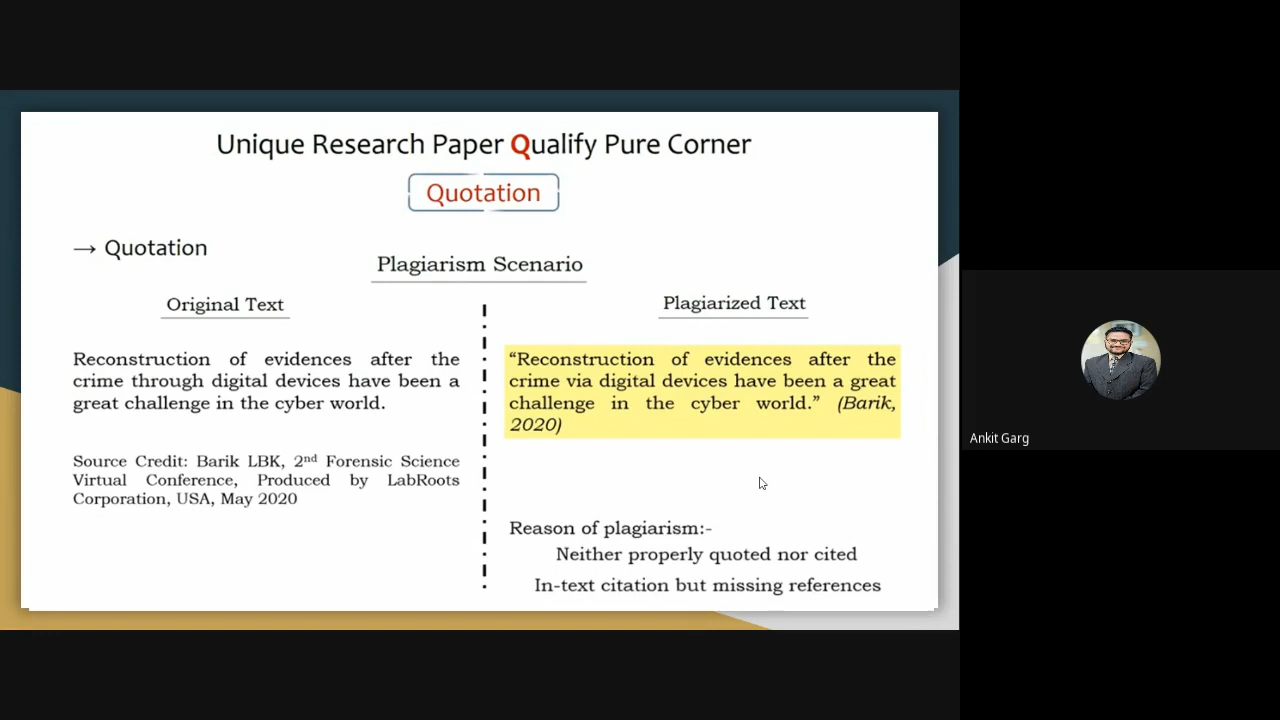 Unique Research Paper Qualify Pure Corner
Quotation
→ Quotation
Plagiarism Scenario
Original Text
Reconstruction of evidences after the
crime through digital devices have been a
great challenge in the cyber world.
Source Credit: Barik LBK, 2nd Forensic Science
Virtual Conference, Produced by LabRoots
Corporation, USA, May 2020
Plagiarized Text
“Reconstruction of evidences after the
crime via digital devices have been a great
challenge in the cyber world.” (Barik,
2020)
Reason of plagiarism:-
Neither properly quoted nor cited
In-text citation but missing references
Ankit Garg